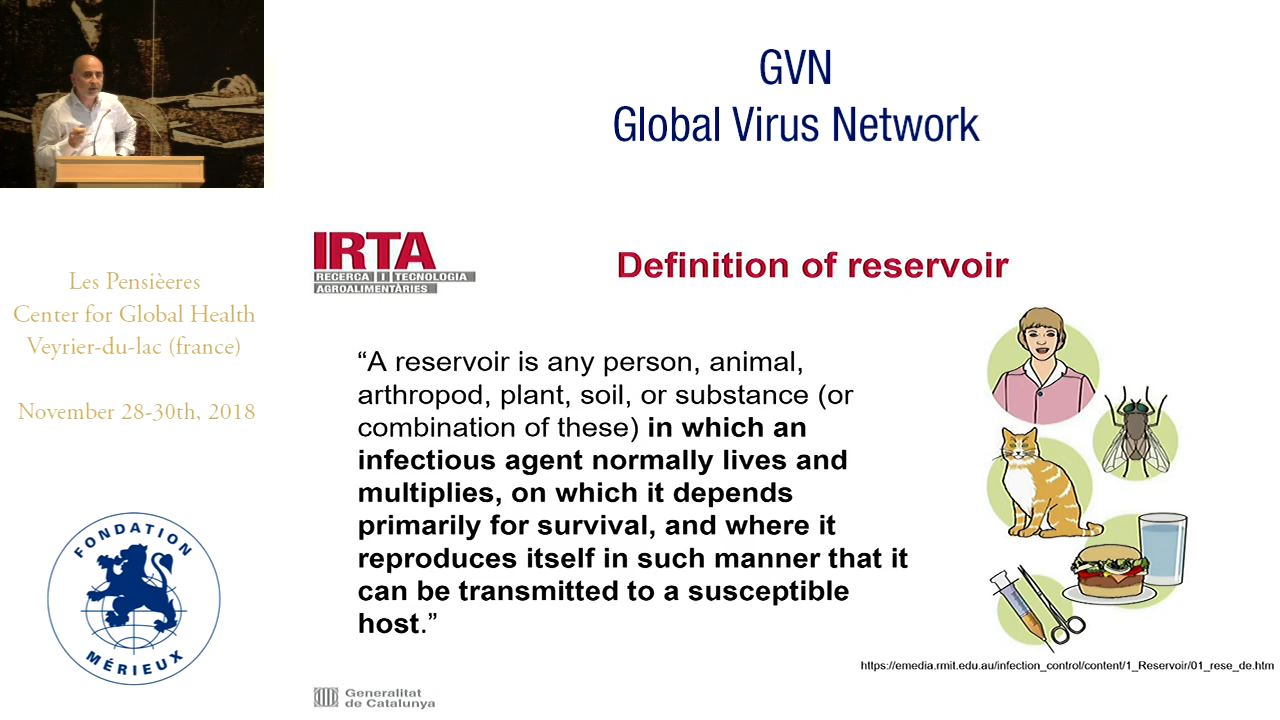 GVN
Global Virus Network
Les Pensièeres
Center for Global Health
Veyrier-du-lac (france)
November 28-30th, 2018
FONDATION
MÉRIEUX
IRTA
RECERCA I TECNOLOGIA
AGROALIMENTÀRIES
Definition of reservoir
“A reservoir is any person, animal,
arthropod, plant, soil, or substance (or
combination of these) in which an
infectious agent normally lives and
multiplies, on which it depends
primarily for survival, and where it
reproduces itself in such manner that it
can be transmitted to a susceptible
host.”
https://emedia.rmit.edu.au/infection_control/content/1_Reservoir/01_rese_de.htm
Generalitat
de Catalunya